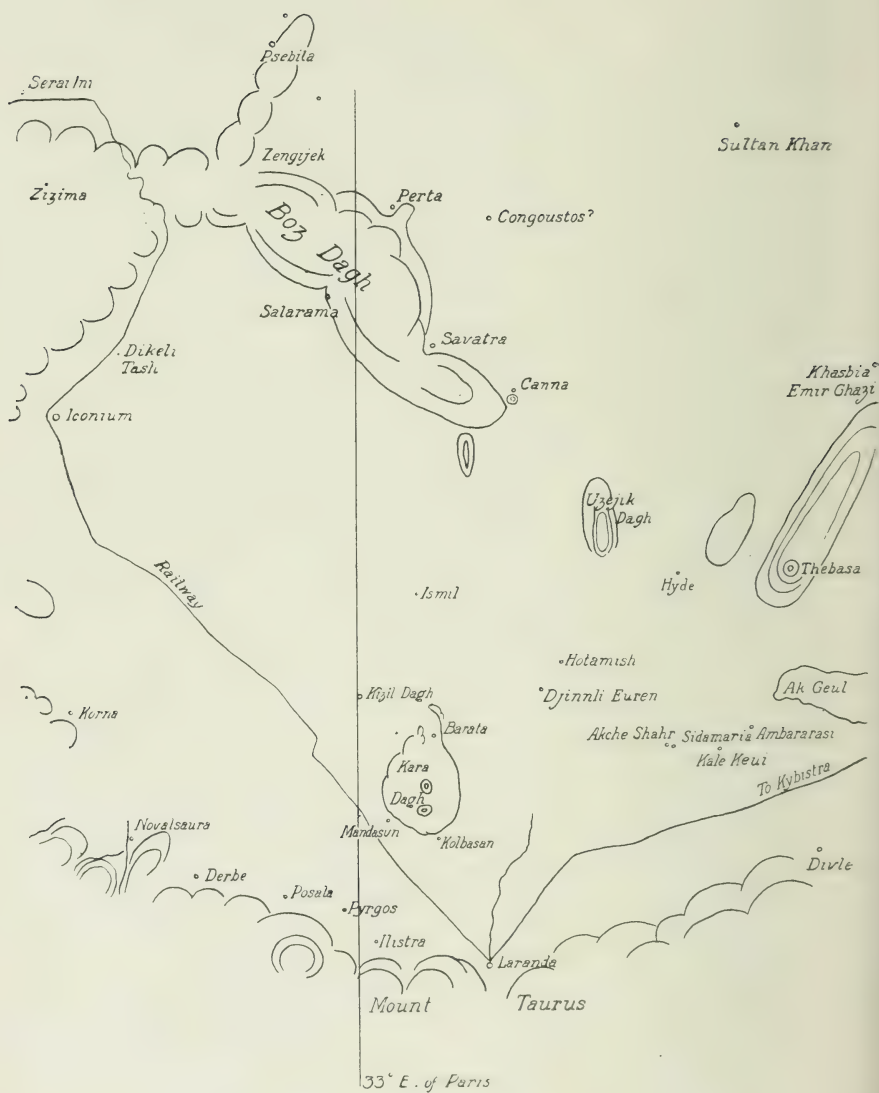 Psebila
Serai Ini
Sultan Khan
Zengijek
Zizima
Perta
Congoustos?
Boz Dagh
Salarama
Dikeli
Tash
Savatra
Khasbia
Emir Ghazi
Canna
Iconium
Uzejik
Dagh
Thebasa
Hyde
Railway
Ismil
Hotamish
Kizil Dagh
Djinnli Euren
Ak Geul
Korna
Barata
Akche Shahr
Sidamaria
Ambararasi
Kale Keui
Kara
Dagh
To Kybistra
Novaisaura
Mandasun
Kolbasan
Divle
Derbe
Posala
Pyrgos
Ilistra
Laranda
Mount Taurus
33° E. of Paris